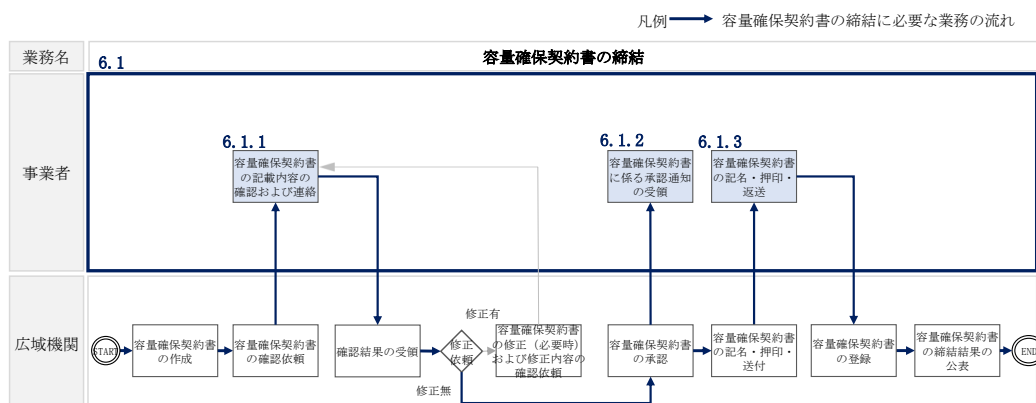 凡例 容量確保契約書の締結に必要な業務の流れ
業務名
6.1
容量確保契約書の締結
事業者
6.1.1
容量確保契約書
の記載内容の
確認および連絡
6.1.2
容量確保契約書
に係る承認通知
の受領
6.1.3
容量確保契約書
の記名・押印・
返送
広域機関
START
容量確保契約書
の作成
容量確保契約書
の確認依頼
確認結果の受領
修正
依頼
修正有
修正無
容量確保契約書
の修正（必要時）
および修正内容の
確認依頼
容量確保契約書
の承認
容量確保契約書
の記名・押印・
送付
容量確保契約書
の登録
容量確保契約書
の締結結果の
公表
END